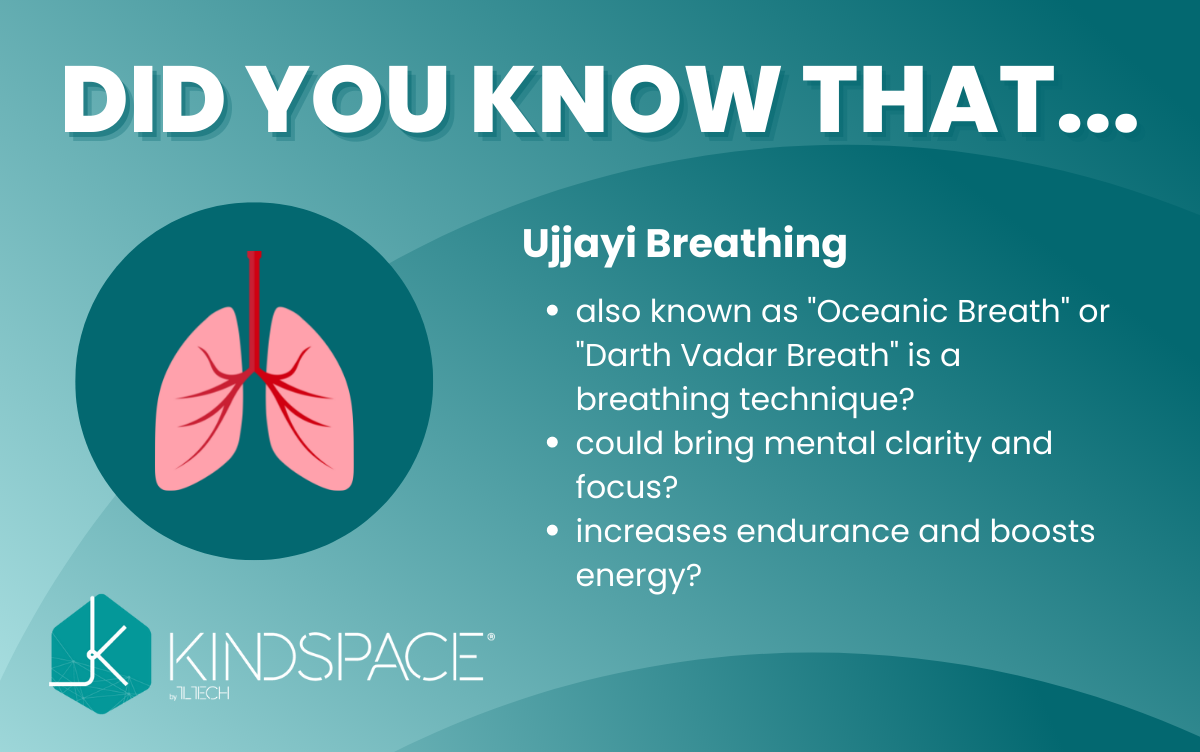 DID YOU KNOW THAT...
Ujjayi Breathing
• also known as "Oceanic Breath" or
"Darth Vadar Breath" is a
breathing technique?
• could bring mental clarity and
focus?
• increases endurance and boosts
energy?
KINDSPACE®
by TLTECH